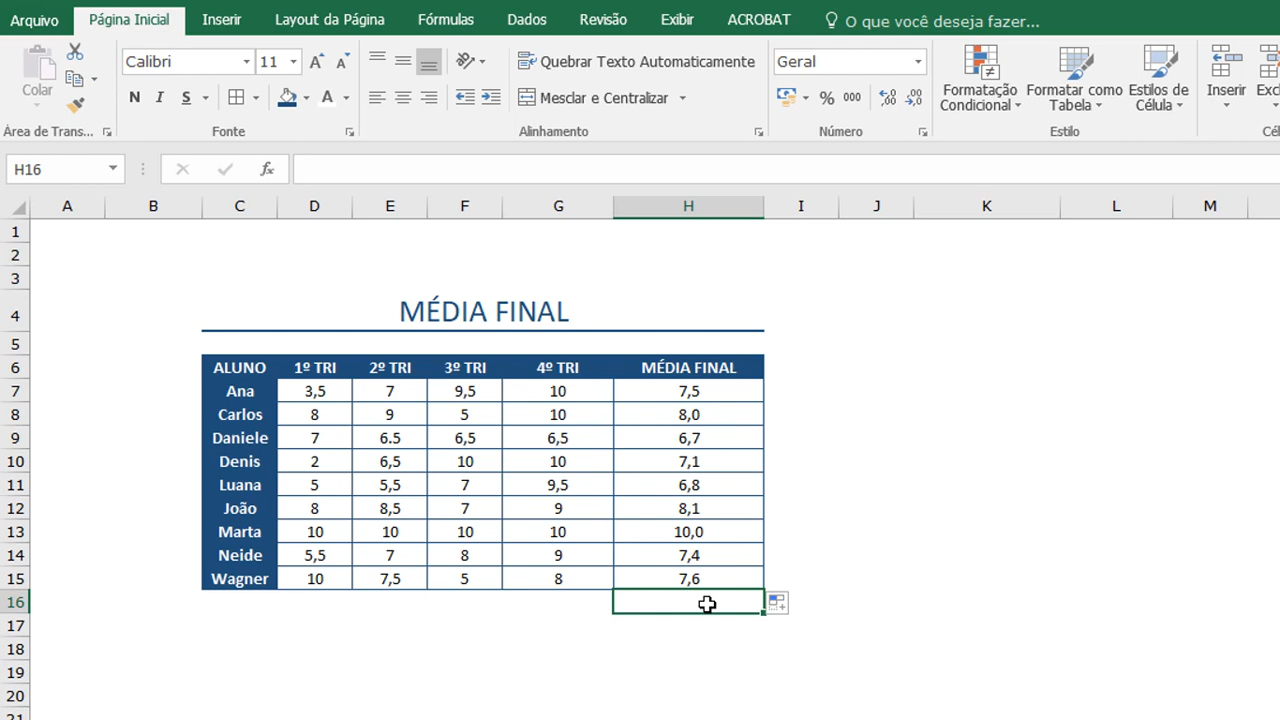 Arquivo Página Inicial Inserir Layout da Página Fórmulas Dados Revisão Exibir ACROBAT O que você deseja fazer...
Colar
Calibri 11
Quebrar Texto Automaticamente
Geral
N I S A
Mesclar e Centralizar
% 000
Formatação Condicional
Formatar como Tabela
Estilos de Célula
Inserir
Exc
Área de Trans... Fonte Alinhamento Número Estilo Cél
H16 fx
A B C D E F G H I J K L M
1
2
3
4 MÉDIA FINAL
5
6 ALUNO 1º TRI 2º TRI 3º TRI 4º TRI MÉDIA FINAL
7 Ana 3,5 7 9,5 10 7,5
8 Carlos 8 9 5 10 8,0
9 Daniele 7 6.5 6,5 6,5 6,7
10 Denis 2 6,5 10 10 7,1
11 Luana 5 5,5 7 9,5 6,8
12 João 8 8,5 7 9 8,1
13 Marta 10 10 10 10 10,0
14 Neide 5,5 7 8 9 7,4
15 Wagner 10 7,5 5 8 7,6
16
17
18
19
20
21